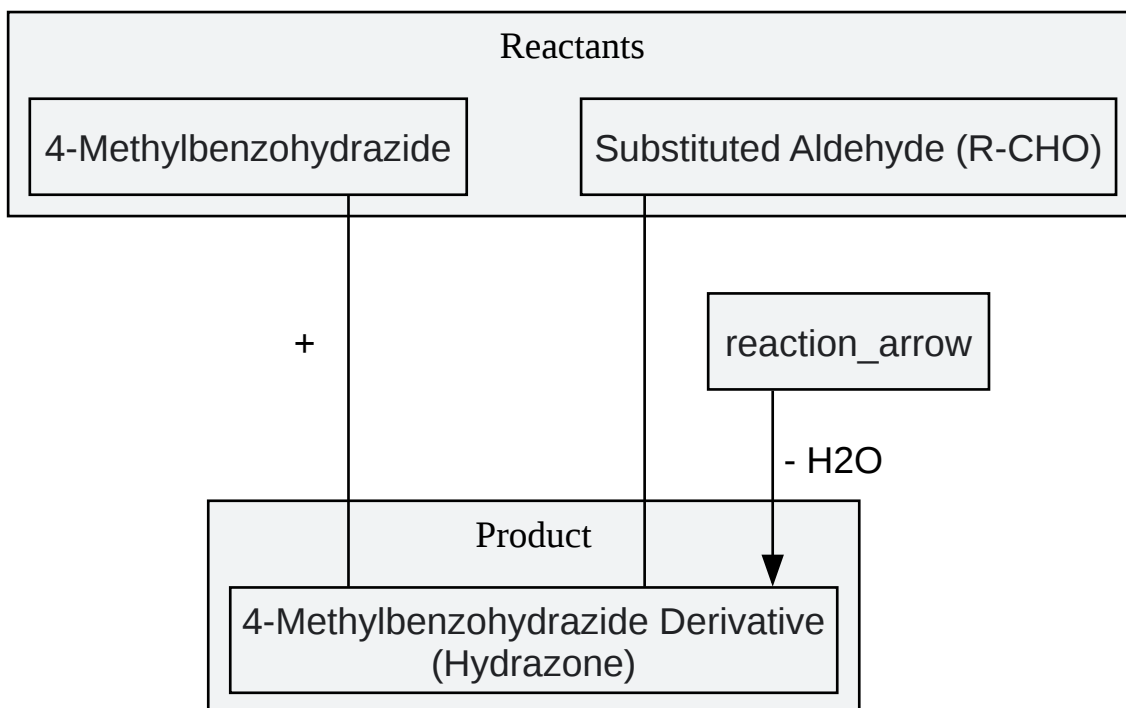 Reactants
4-Methylbenzohydrazide
Substituted Aldehyde (R-CHO)
+
reaction_arrow
- H2O
Product
4-Methylbenzohydrazide Derivative
(Hydrazone)